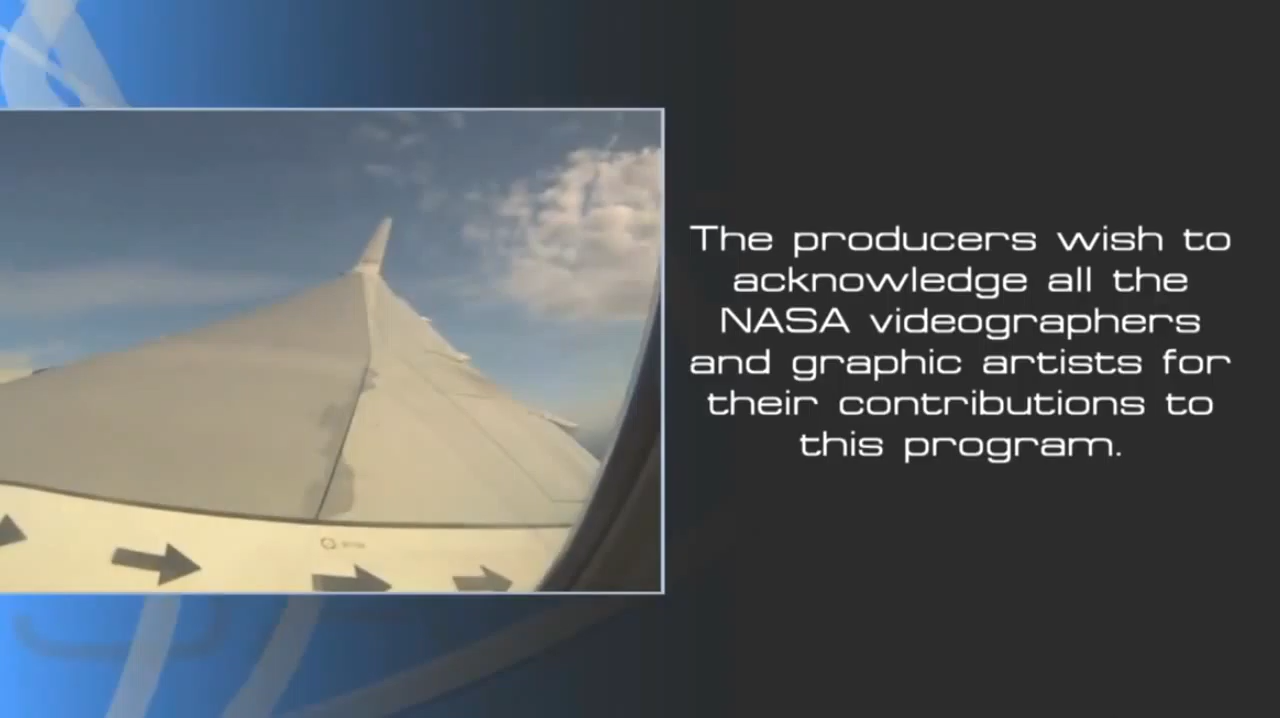 The producers wish to
acknowledge all the
NASA videographers
and graphic artists for
their contributions to
this program.